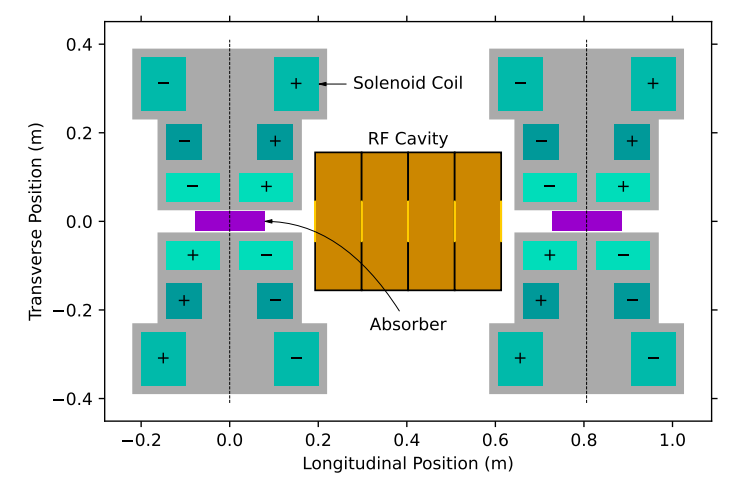 0.4
0.2
0.0
−0.2
−0.4
Transverse Position (m)
− + − +
Solenoid Coil
RF Cavity
− + − +
− + − +
+ − + −
+ − + −
Absorber
+ − + −
−0.2 0.0 0.2 0.4 0.6 0.8 1.0
Longitudinal Position (m)